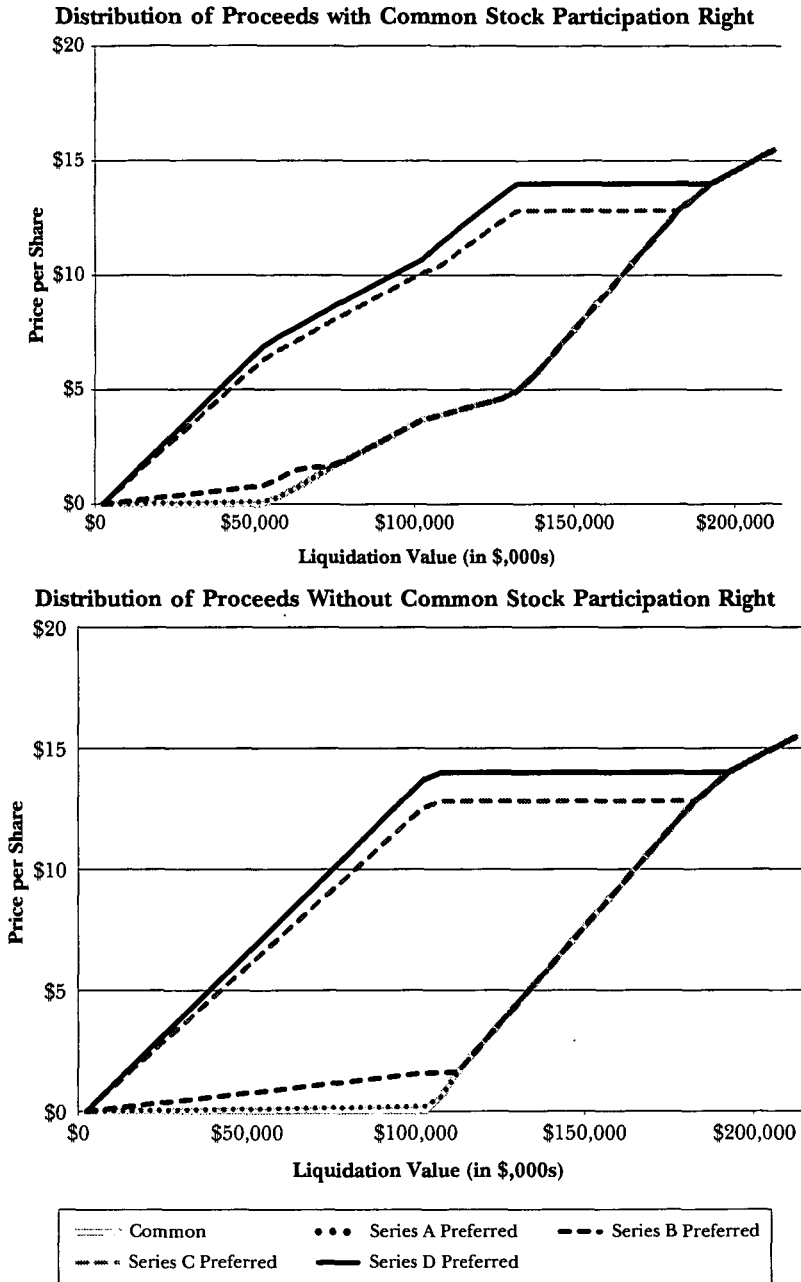 Distribution of Proceeds with Common Stock Participation Right
$20
$15
$10
$5
$0
Price per Share
$0 $50,000 $100,000 $150,000 $200,000
Liquidation Value (in $,000s)
Distribution of Proceeds Without Common Stock Participation Right
$20
$15
$10
$5
$0
Price per Share
$0 $50,000 $100,000 $150,000 $200,000
Liquidation Value (in $,000s)
Common Series A Preferred Series B Preferred
Series C Preferred Series D Preferred